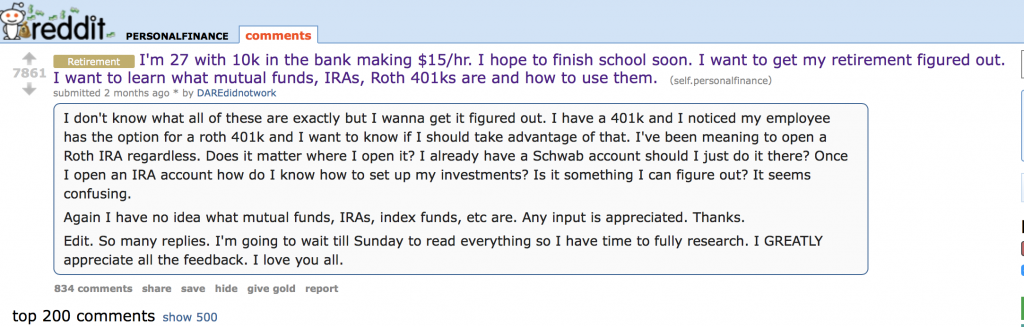 reddit PERSONALFINANCE comments
Retirement I'm 27 with 10k in the bank making $15/hr. I hope to finish school soon. I want to get my retirement figured out.
7861 I want to learn what mutual funds, IRAs, Roth 401ks are and how to use them. (self.personalfinance)
submitted 2 months ago * by DAREdidnotwork
I don't know what all of these are exactly but I wanna get it figured out. I have a 401k and I noticed my employee
has the option for a roth 401k and I want to know if I should take advantage of that. I've been meaning to open a
Roth IRA regardless. Does it matter where I open it? I already have a Schwab account should I just do it there? Once
I open an IRA account how do I know how to set up my investments? Is it something I can figure out? It seems
confusing.
Again I have no idea what mutual funds, IRAs, index funds, etc are. Any input is appreciated. Thanks.
Edit. So many replies. I'm going to wait till Sunday to read everything so I have time to fully research. I GREATLY
appreciate all the feedback. I love you all.
834 comments share save hide give gold report
top 200 comments show 500